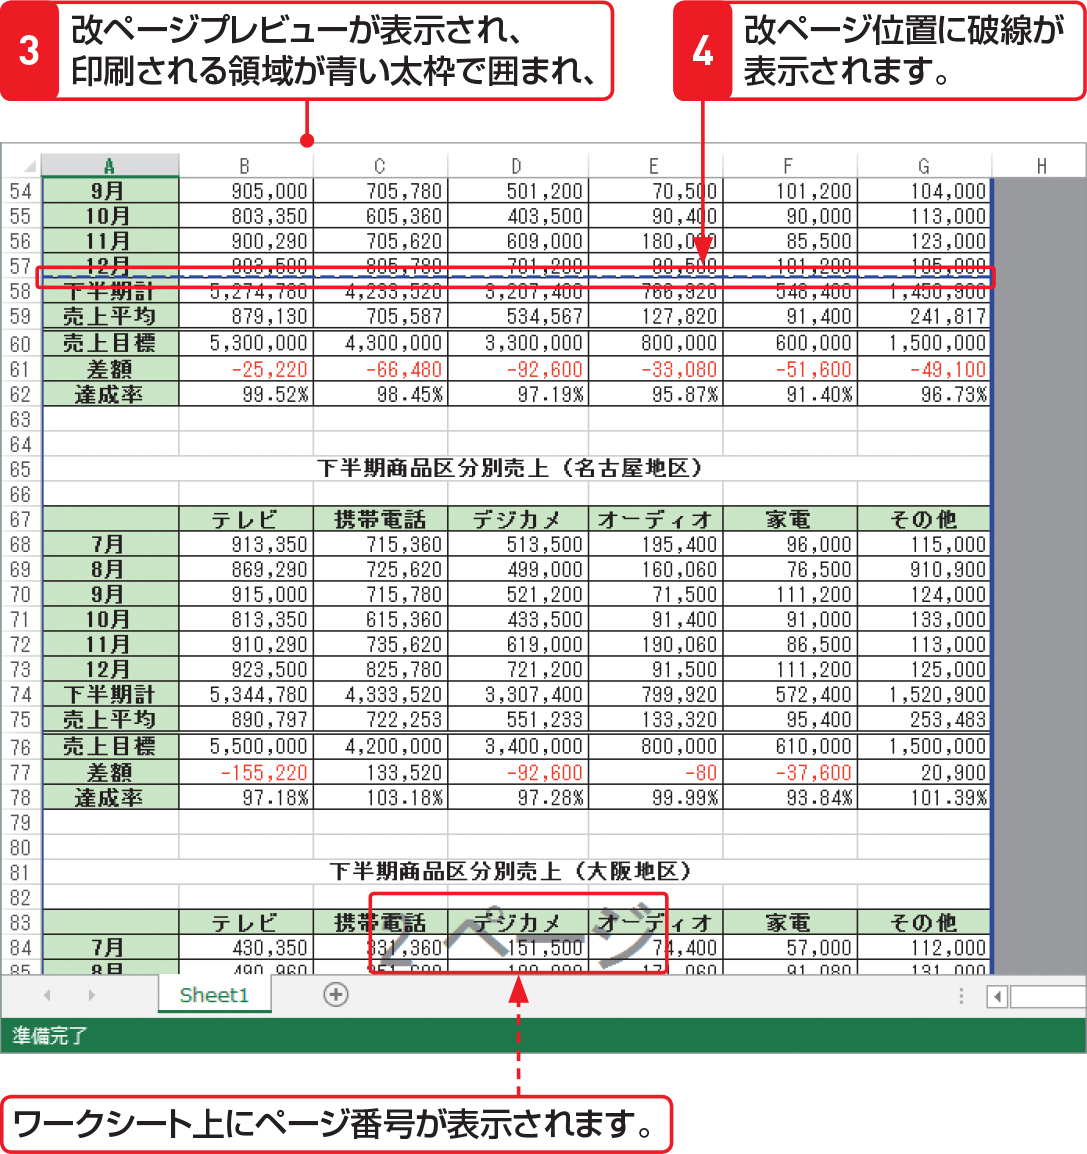 3
改ページプレビューが表示され、
印刷される領域が青い太枠で囲まれ、
4
改ページ位置に破線が
表示されます。
A B C D E F G H
54 9月 905,000 705,780 501,200 70,500 101,200 104,000
55 10月 803,350 605,360 403,500 90,400 90,000 113,000
56 11月 900,290 705,620 609,000 180,060 85,500 123,000
57 12月 903,500 805,780 701,200 90,500 101,200 105,000
58 下半期計 5,274,780 4,233,520 3,207,400 766,920 548,400 1,450,900
59 売上平均 879,130 705,587 534,567 127,820 91,400 241,817
60 売上目標 5,300,000 4,300,000 3,300,000 800,000 600,000 1,500,000
61 差額 -25,220 -66,480 -92,600 -33,080 -51,600 -49,100
62 達成率 99.52% 98.45% 97.19% 95.87% 91.40% 96.73%
63
64
65 下半期商品区分別売上（名古屋地区）
66
67 テレビ 携帯電話 デジカメ オーディオ 家電 その他
68 7月 913,350 715,360 513,500 195,400 96,000 115,000
69 8月 869,290 725,620 499,000 160,060 76,500 910,900
70 9月 915,000 715,780 521,200 71,500 111,200 124,000
71 10月 813,350 615,360 433,500 91,400 91,000 133,000
72 11月 910,290 735,620 619,000 190,060 86,500 113,000
73 12月 923,500 825,780 721,200 91,500 111,200 125,000
74 下半期計 5,344,780 4,333,520 3,307,400 799,920 572,400 1,520,900
75 売上平均 890,797 722,253 551,233 133,320 95,400 253,483
76 売上目標 5,500,000 4,200,000 3,400,000 800,000 610,000 1,500,000
77 差額 -155,220 133,520 -92,600 -80 -37,600 20,900
78 達成率 97.18% 103.18% 97.28% 99.99% 93.84% 101.39%
79
80
81 下半期商品区分別売上（大阪地区）
82
83 テレビ 携帯電話 デジカメ オーディオ 家電 その他
2 ページ
84 7月 430,350 331,360 151,500 74,400 57,000 112,000
85 8月 490,960 91,080 131,000
Sheet1
準備完了
ワークシート上にページ番号が表示されます。